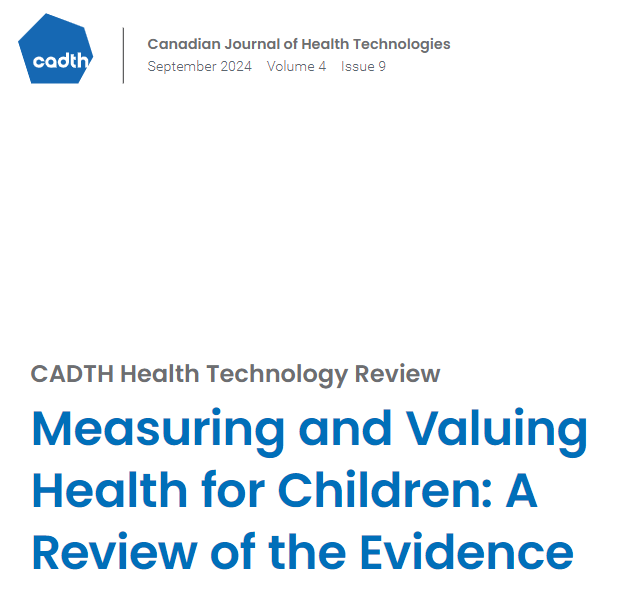 cadth
Canadian Journal of Health Technologies
September 2024 Volume 4 Issue 9
CADTH Health Technology Review
Measuring and Valuing
Health for Children: A
Review of the Evidence